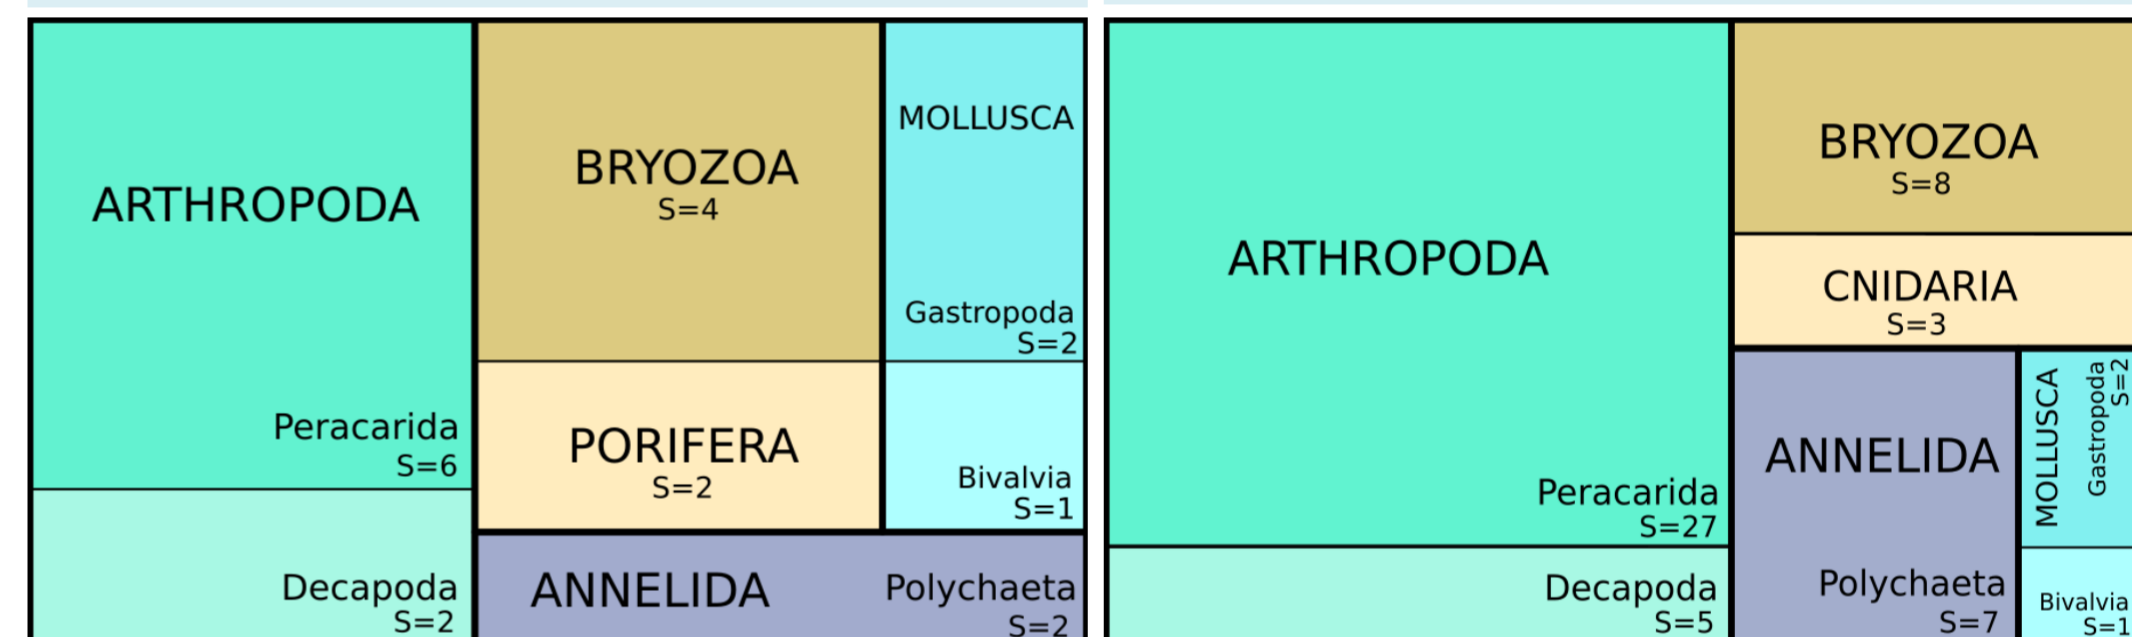 ARTHROPODA
Peracarida
S=6
Decapoda
S=2
BRYOZOA
S=4
PORIFERA
S=2
MOLLUSCA
Gastropoda
S=2
Bivalvia
S=1
ANNELIDA
Polychaeta
S=2
ARTHROPODA
Peracarida
S=27
Decapoda
S=5
BRYOZOA
S=8
CNIDARIA
S=3
ANNELIDA
Polychaeta
S=7
MOLLUSCA
Gastropoda
S=2
Bivalvia
S=1